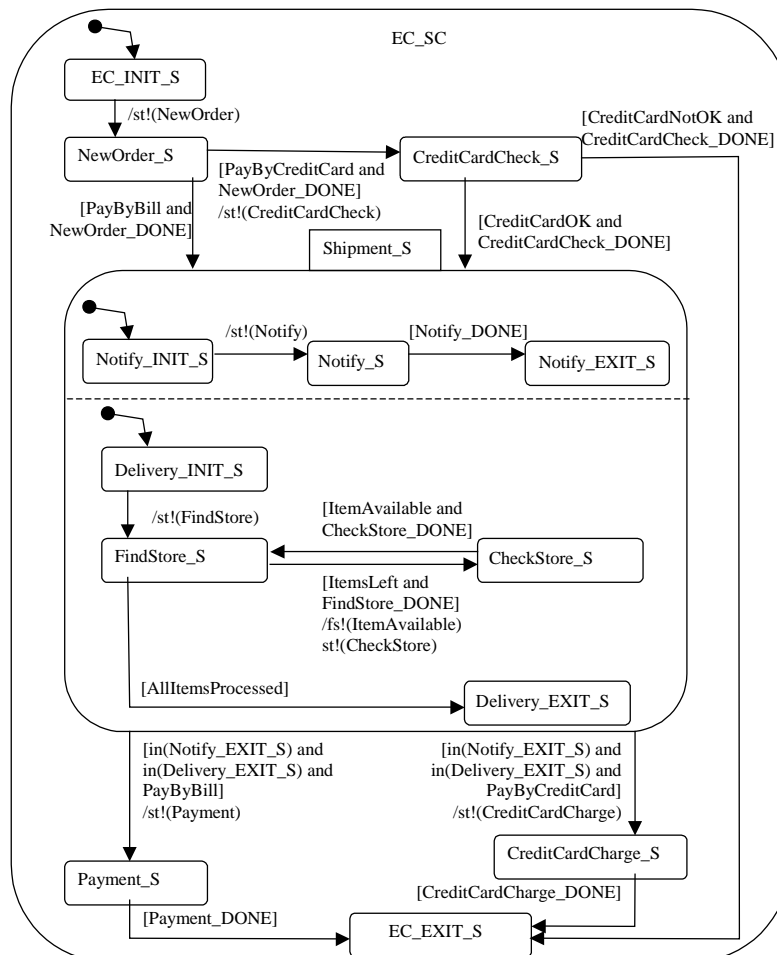 EC_SC
EC_INIT_S
/st!(NewOrder)
NewOrder_S
[PayByCreditCard and
NewOrder_DONE]
/st!(CreditCardCheck)
CreditCardCheck_S
[CreditCardNotOK and
CreditCardCheck_DONE]
[PayByBill and
NewOrder_DONE]
[CreditCardOK and
CreditCardCheck_DONE]
Shipment_S
Notify_INIT_S
/st!(Notify)
Notify_S
[Notify_DONE]
Notify_EXIT_S
Delivery_INIT_S
/st!(FindStore)
FindStore_S
[ItemAvailable and
CheckStore_DONE]
CheckStore_S
[ItemsLeft and
FindStore_DONE]
/fs!(ItemAvailable)
st!(CheckStore)
[AllItemsProcessed]
Delivery_EXIT_S
[in(Notify_EXIT_S) and
in(Delivery_EXIT_S) and
PayByBill]
/st!(Payment)
[in(Notify_EXIT_S) and
in(Delivery_EXIT_S) and
PayByCreditCard]
/st!(CreditCardCharge)
CreditCardCharge_S
Payment_S
[CreditCardCharge_DONE]
[Payment_DONE]
EC_EXIT_S